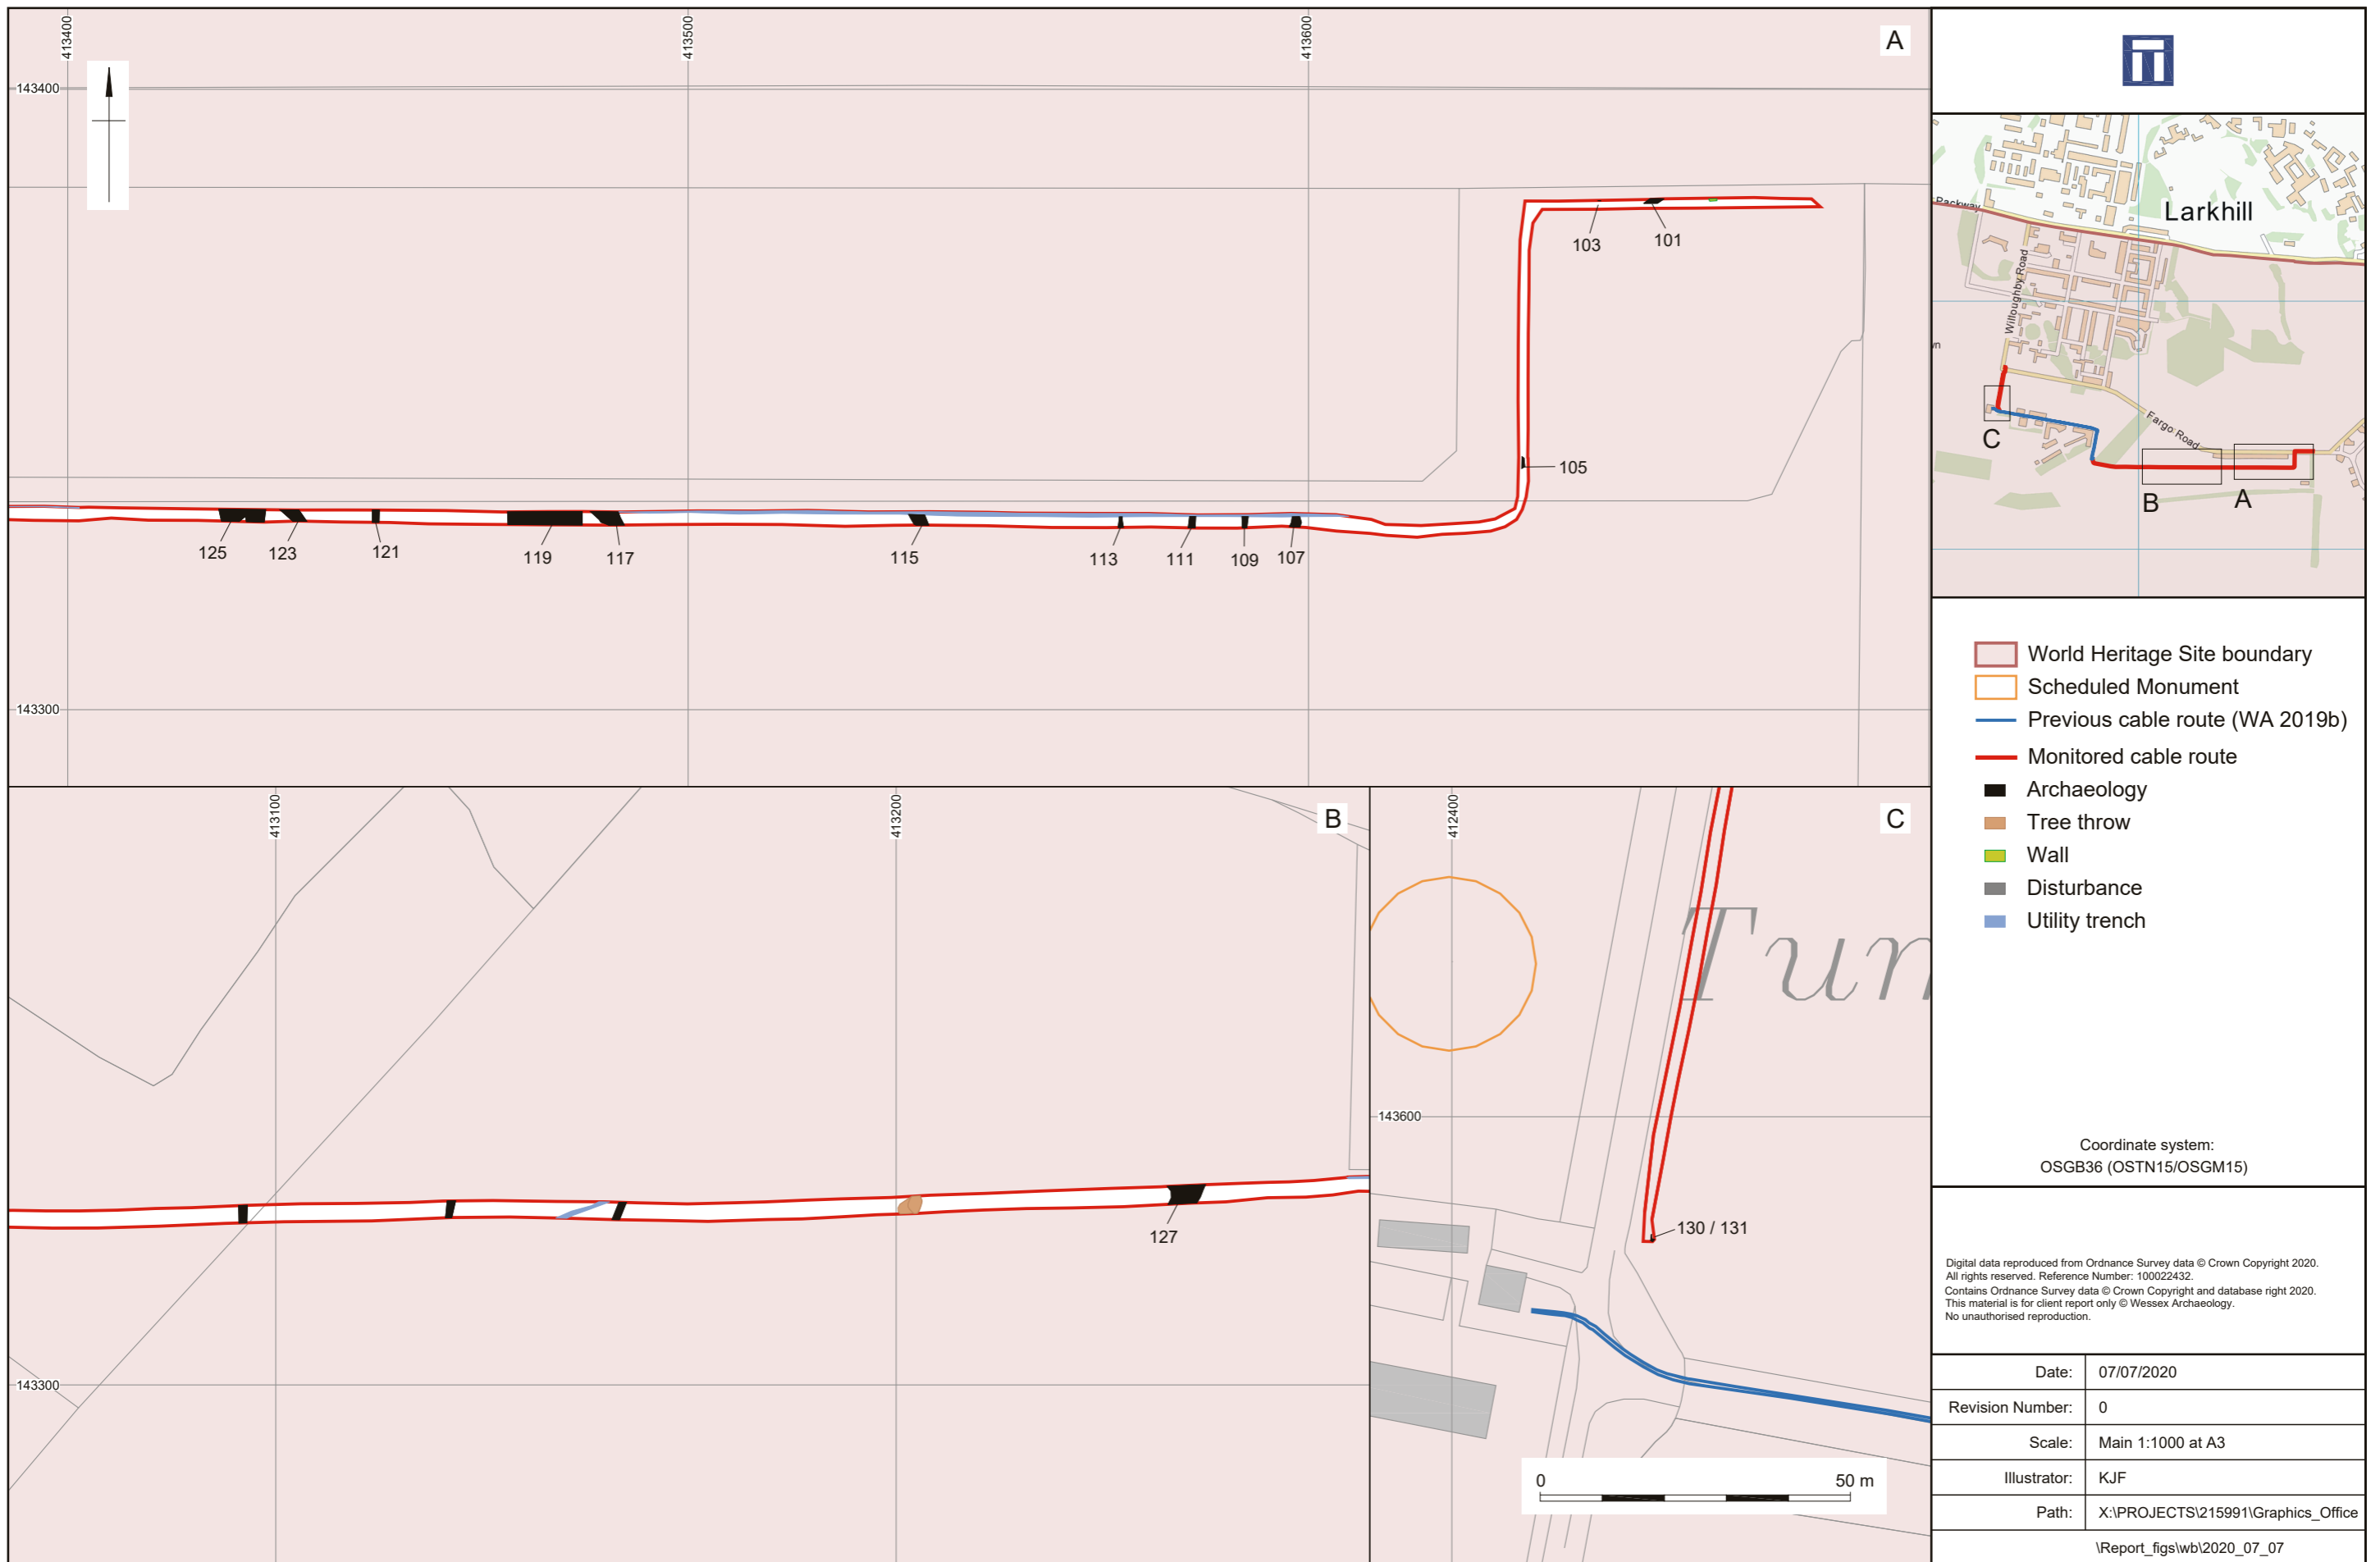 413400
413500
413600
A
143400
103
101
105
125
123
121
119
117
115
113
111
109
107
143300
413100
413200
B
127
143300
412400
C
Tun
143600
130 / 131
0
50 m
Packway
Larkhill
Willoughby Road
Fargo Road
C
B
A
World Heritage Site boundary
Scheduled Monument
Previous cable route (WA 2019b)
Monitored cable route
Archaeology
Tree throw
Wall
Disturbance
Utility trench
Coordinate system:
OSGB36 (OSTN15/OSGM15)
Digital data reproduced from Ordnance Survey data © Crown Copyright 2020.
All rights reserved. Reference Number: 100022432.
Contains Ordnance Survey data © Crown Copyright and database right 2020.
This material is for client report only © Wessex Archaeology.
No unauthorised reproduction.
Date: 07/07/2020
Revision Number: 0
Scale: Main 1:1000 at A3
Illustrator: KJF
Path: X:\PROJECTS\215991\Graphics_Office
\Report_figs\wb\2020_07_07